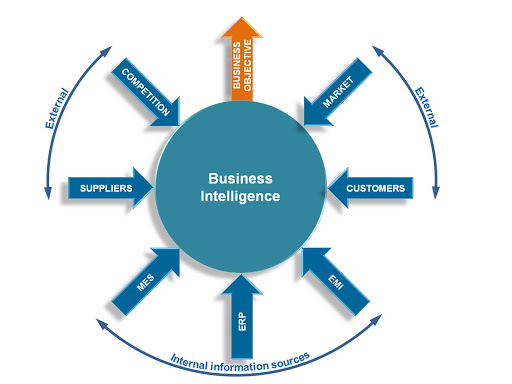 BUSINESS
OBJECTIVE
COMPETITION
MARKET
External
External
Business
Intelligence
SUPPLIERS
CUSTOMERS
MES
EMI
ERP
Internal information sources